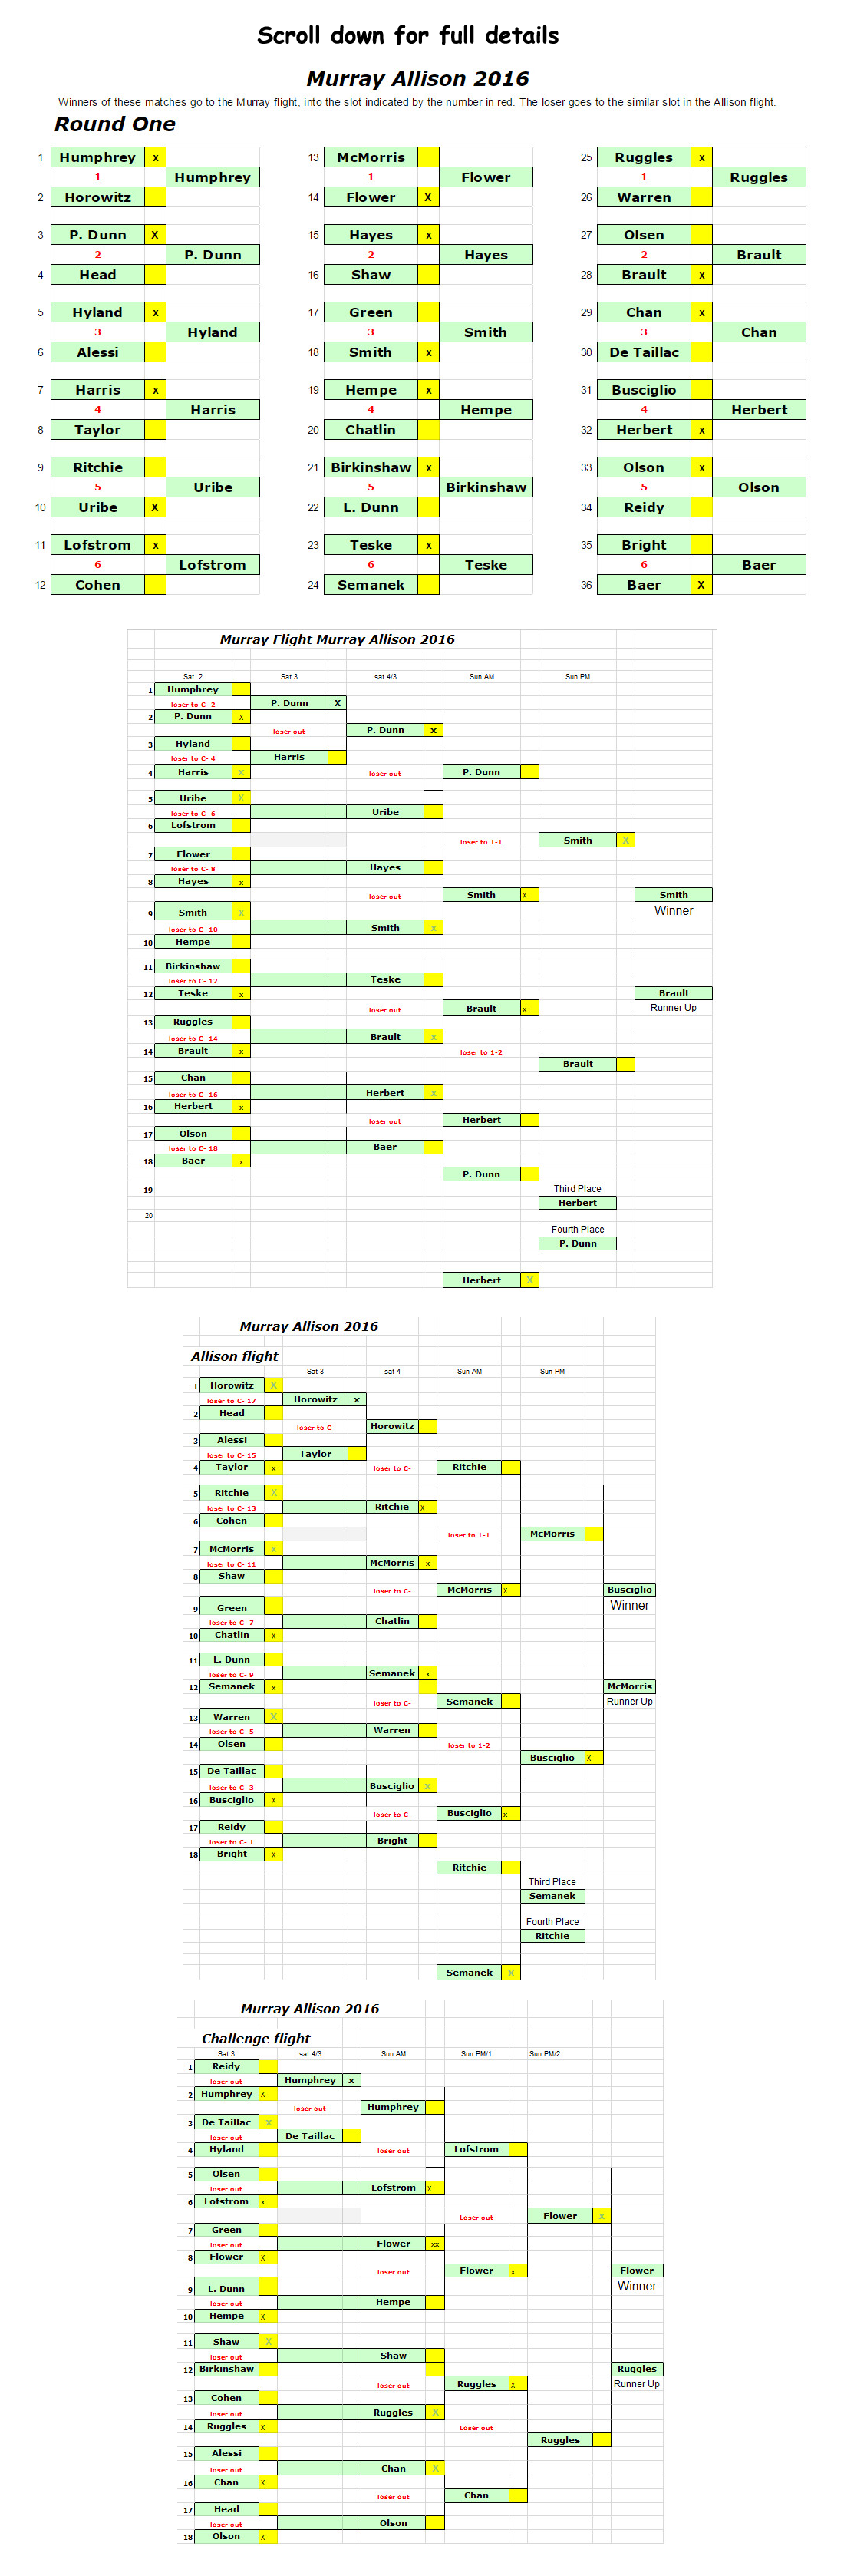 Scroll down for full details
Murray Allison 2016
Winners of these matches go to the Murray flight, into the slot indicated by the number in red. The loser goes to the similar slot in the Allison flight.
Round One
1 Humphrey x 13 McMorris 25 Ruggles x
1 Humphrey 1 Flower 1 Ruggles
2 Horowitz 14 Flower X 26 Warren
3 P. Dunn X 15 Hayes x 27 Olsen
2 P. Dunn 2 Hayes 2 Brault
4 Head 16 Shaw 28 Brault x
5 Hyland x 17 Green 29 Chan x
3 Hyland 3 Smith 3 Chan
6 Alessi 18 Smith x 30 De Taillac
7 Harris x 19 Hempe x 31 Busciglio
4 Harris 4 Hempe 4 Herbert
8 Taylor 20 Chatlin 32 Herbert x
9 Ritchie 21 Birkinshaw x 33 Olson x
5 Uribe 5 Birkinshaw 5 Olson
10 Uribe X 22 L. Dunn 34 Reidy
11 Lofstrom x 23 Teske x 35 Bright
6 Lofstrom 6 Teske 6 Baer
12 Cohen 24 Semanek 36 Baer X
Murray Flight Murray Allison 2016
Sat. 2 Sat 3 sat 4/3 Sun AM Sun PM
1 Humphrey
loser to C- 2 P. Dunn X
2 P. Dunn x
loser out P. Dunn x
3 Hyland
loser to C- 4 Harris
4 Harris X loser out P. Dunn
5 Uribe X
loser to C- 6 Uribe
6 Lofstrom
loser to 1-1 Smith X
7 Flower
loser to C- 8 Hayes
8 Hayes x
loser out Smith X Smith
9 Smith x Winner
loser to C- 10 Smith x
10 Hempe
11 Birkinshaw
loser to C- 12 Teske
12 Teske x Brault
loser out Brault x Runner Up
13 Ruggles
loser to C- 14 Brault x
14 Brault x loser to 1-2
Brault
15 Chan
loser to C- 16 Herbert x
16 Herbert x
loser out Herbert
17 Olson
loser to C- 18 Baer
18 Baer x
P. Dunn
19 Third Place
Herbert
20
Fourth Place
P. Dunn
Herbert X
Murray Allison 2016
Allison flight
Sat 3 sat 4 Sun AM Sun PM
1 Horowitz X
loser to C- 17 Horowitz x
2 Head
loser to C- Horowitz
3 Alessi
loser to C- 15 Taylor
4 Taylor x loser to C- Ritchie
5 Ritchie X
loser to C- 13 Ritchie X
6 Cohen
loser to 1-1 McMorris
7 McMorris x
loser to C- 11 McMorris x
8 Shaw
loser to C- McMorris X Busciglio
9 Green Winner
loser to C- 7 Chatlin
10 Chatlin x
11 L. Dunn
loser to C- 9 Semanek x
12 Semanek x McMorris
loser to C- Semanek Runner Up
13 Warren X
loser to C- 5 Warren
14 Olsen loser to 1-2
Busciglio X
15 De Taillac
loser to C- 3 Busciglio x
16 Busciglio X
loser to C- Busciglio x
17 Reidy
loser to C- 1 Bright
18 Bright x
Ritchie
Third Place
Semanek
Fourth Place
Ritchie
Semanek x
Murray Allison 2016
Challenge flight
Sat 3 sat 4/3 Sun AM Sun PM/1 Sun PM/2
1 Reidy
loser out Humphrey x
2 Humphrey X
loser out Humphrey
3 De Taillac x
loser out De Taillac
4 Hyland loser out Lofstrom
5 Olsen
loser out Lofstrom X
6 Lofstrom x
Loser out Flower X
7 Green
loser out Flower xx
8 Flower X
loser out Flower x Flower
9 L. Dunn Winner
loser out Hempe
10 Hempe X
11 Shaw X
loser out Shaw
12 Birkinshaw Ruggles
loser out Ruggles X Runner Up
13 Cohen
loser out Ruggles X
14 Ruggles X Loser out
Ruggles
15 Alessi
loser out Chan X
16 Chan X
loser out Chan
17 Head
loser out Olson
18 Olson X